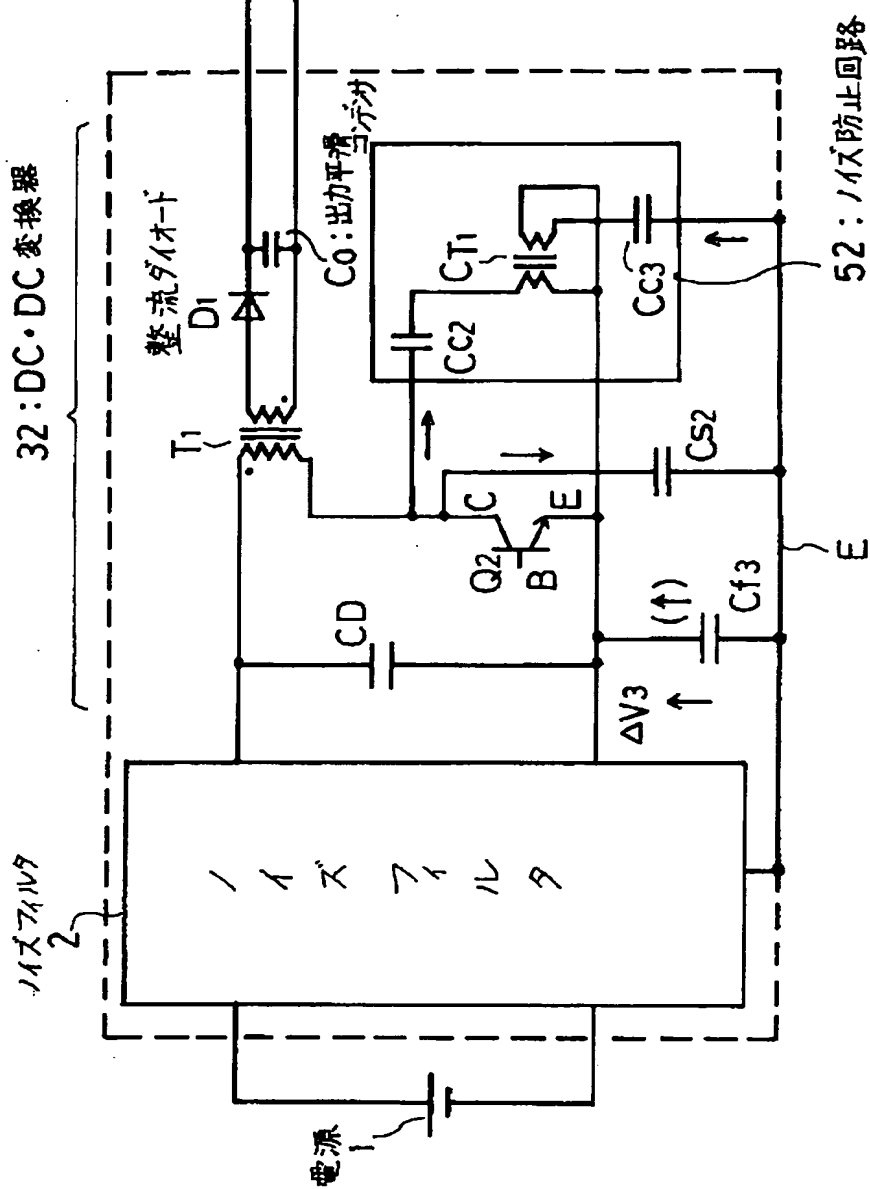 32:DC・DC変換器
ノイズフィルタ
2
整流ダイオード
D1
T1
C0:出力平滑
コンデンサ
CT1
CC2
CC3
52:ノイズ防止回路
CD
Q2
C
B
E
CS2
(↑)
Cf3
ΔV3
E
ノイズフィルタ
電源
1